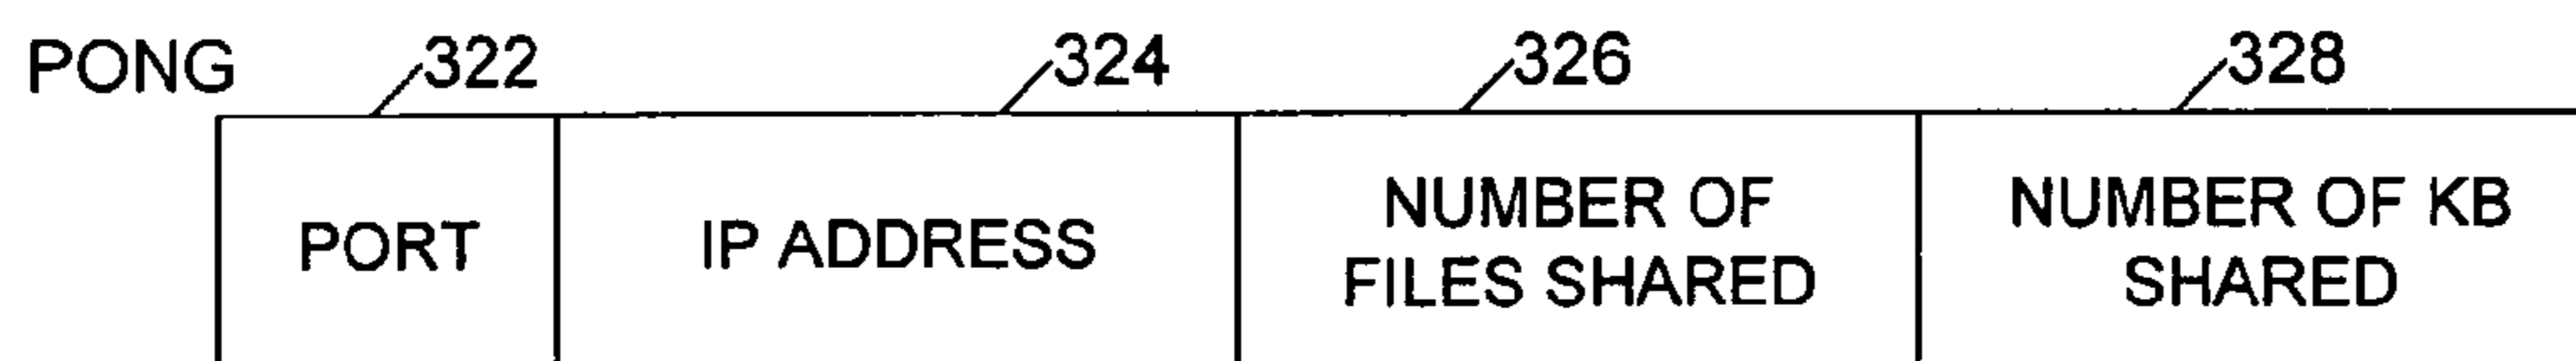 PONG 322 324 326 328
PORT IP ADDRESS NUMBER OF FILES SHARED NUMBER OF KB SHARED